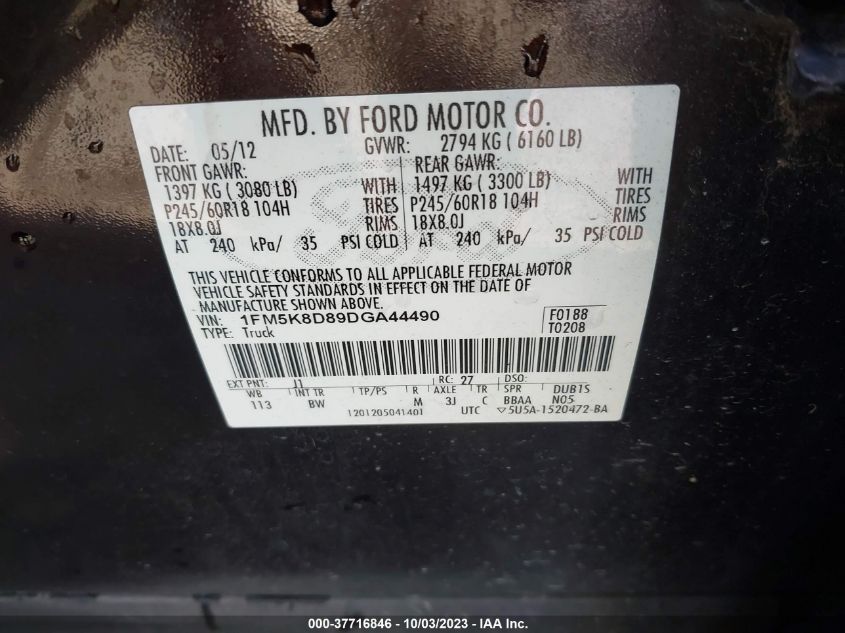 MFD. BY FORD MOTOR CO.
DATE: 05/12 GVWR: 2794 KG ( 6160 LB)
FRONT GAWR: REAR GAWR:
1397 KG ( 3080 LB) WITH 1497 KG ( 3300 LB) WITH
P245/60R18 104H TIRES P245/60R18 104H TIRES
18X8.0J RIMS 18X8.0J RIMS
AT 240 kPa/ 35 PSI COLD AT 240 kPa/ 35 PSI COLD
THIS VEHICLE CONFORMS TO ALL APPLICABLE FEDERAL MOTOR
VEHICLE SAFETY STANDARDS IN EFFECT ON THE DATE OF
MANUFACTURE SHOWN ABOVE.
VIN: 1FM5K8D89DGA44490 F0188
TYPE: Truck T0208
EXT PNT: J1 RC: 27 DSO:
WB INT TR TP/PS R AXLE TR SPR DUB1S
113 BW M 3J C BBAA N05
1201205041401 UTC ▽5U5A-1520472-BA
000-37716846 - 10/03/2023 - IAA Inc.